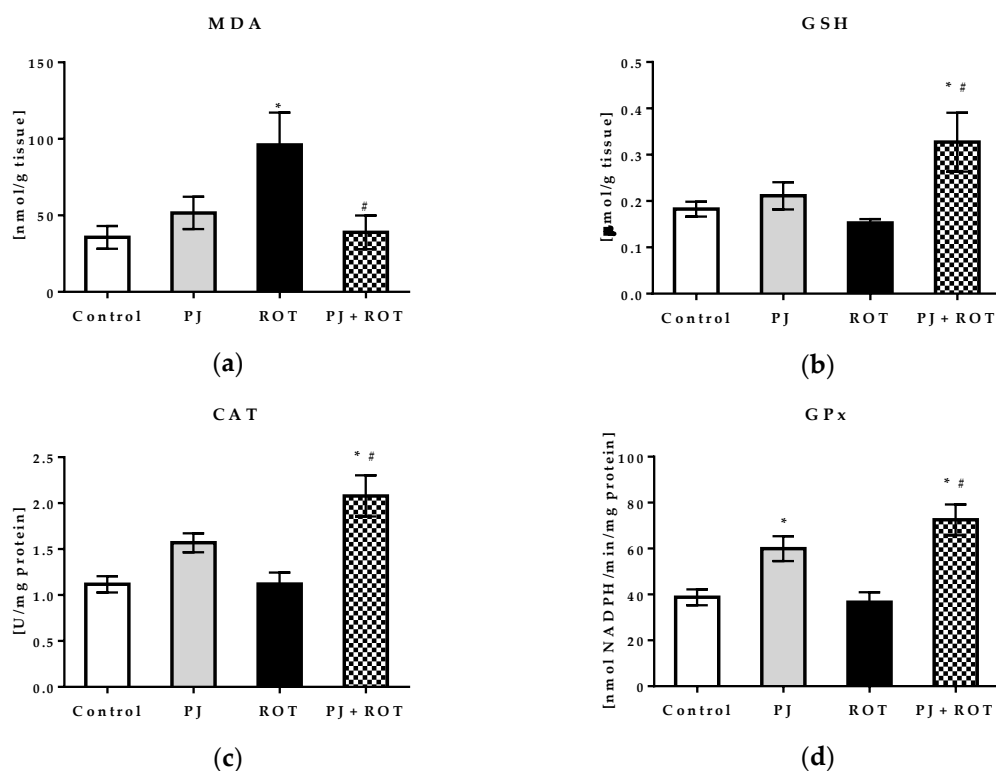 MDA
[nmol/g tissue]
150
100
50
0
*
#
Control PJ ROT PJ + ROT
(a)
GSH
mol/g tissue]
0.5
0.4
0.3
0.2
0.1
0.0
* #
Control PJ ROT PJ + ROT
(b)
CAT
[U/mg protein]
2.5
2.0
1.5
1.0
0.5
0.0
* #
Control PJ ROT PJ + ROT
(c)
GPx
[nmol NADPH/min/mg protein]
100
80
60
40
20
0
*
* #
Control PJ ROT PJ + ROT
(d)